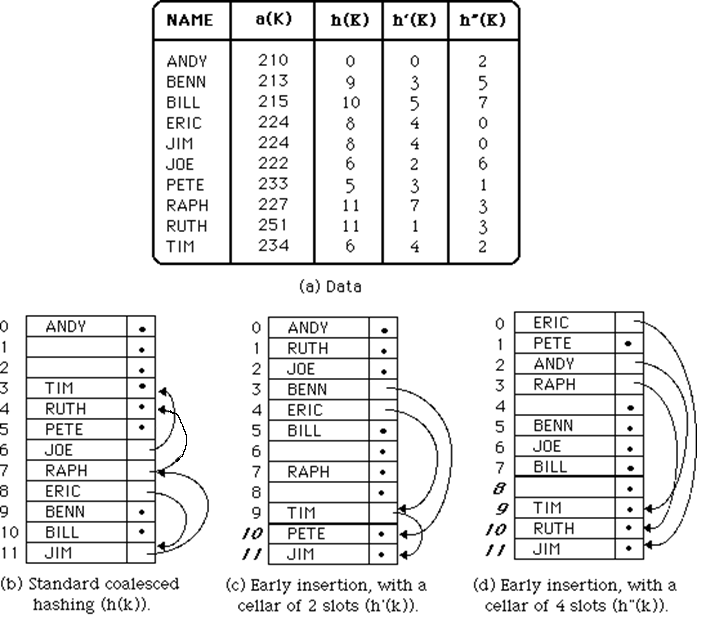 NAME a(K) h(K) h′(K) h″(K)
ANDY 210 0 0 2
BENN 213 9 3 5
BILL 215 10 5 7
ERIC 224 8 4 0
JIM 224 8 4 0
JOE 222 6 2 6
PETE 233 5 3 1
RAPH 227 11 7 3
RUTH 251 11 1 3
TIM 234 6 4 2
(a) Data
0 ANDY
1
2
3 TIM
4 RUTH
5 PETE
6 JOE
7 RAPH
8 ERIC
9 BENN
10 BILL
11 JIM
(b) Standard coalesced
hashing (h(k)).
0 ANDY
1 RUTH
2 JOE
3 BENN
4 ERIC
5 BILL
6
7 RAPH
8
9 TIM
10 PETE
11 JIM
(c) Early insertion, with a
cellar of 2 slots (h′(k)).
0 ERIC
1 PETE
2 ANDY
3 RAPH
4
5 BENN
6 JOE
7 BILL
8
9 TIM
10 RUTH
11 JIM
(d) Early insertion, with a
cellar of 4 slots (h″(k)).